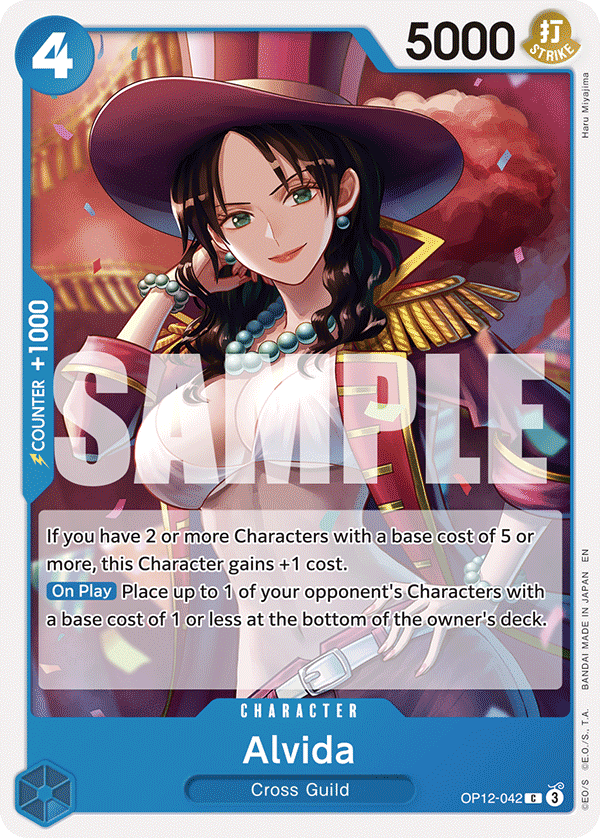 4
5000
打
STRIKE
Haru Miyajima
COUNTER +1000
SAMPLE
If you have 2 or more Characters with a base cost of 5 or
more, this Character gains +1 cost.
On Play Place up to 1 of your opponent's Characters with
a base cost of 1 or less at the bottom of the owner's deck.
CHARACTER
Alvida
Cross Guild
OP12-042 C 3
©EO/S ©E.O./S., T.A. BANDAI MADE IN JAPAN EN